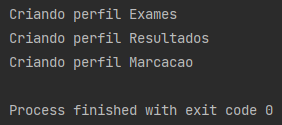 Criando perfil Exames
Criando perfil Resultados
Criando perfil Marcacao
Process finished with exit code 0